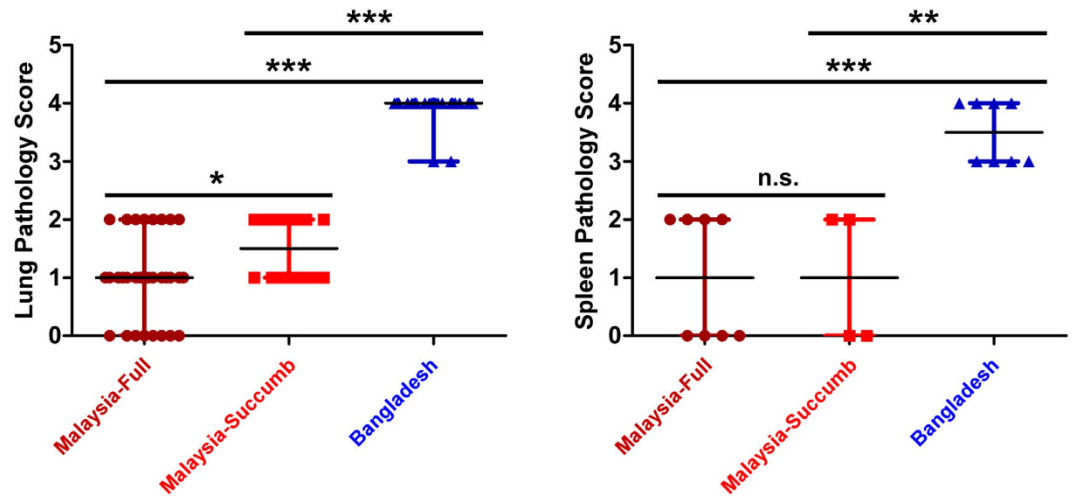 ***
***
*
5
4
3
2
1
0
Lung Pathology Score
Malaysia-Full
Malaysia-Succumb
Bangladesh
**
***
n.s.
5
4
3
2
1
0
Spleen Pathology Score
Malaysia-Full
Malaysia-Succumb
Bangladesh